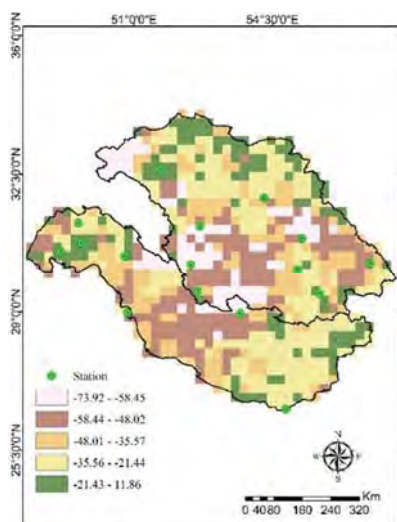 51°0'0"E 54°30'0"E
36°0'0"N
32°30'0"N
29°0'0"N
25°30'0"N
Station
-73.92 - -58.45
-58.44 - -48.02
-48.01 - -35.57
-35.56 - -21.44
-21.43 - 11.86
N
S
0 40 80 160 240 320
Km